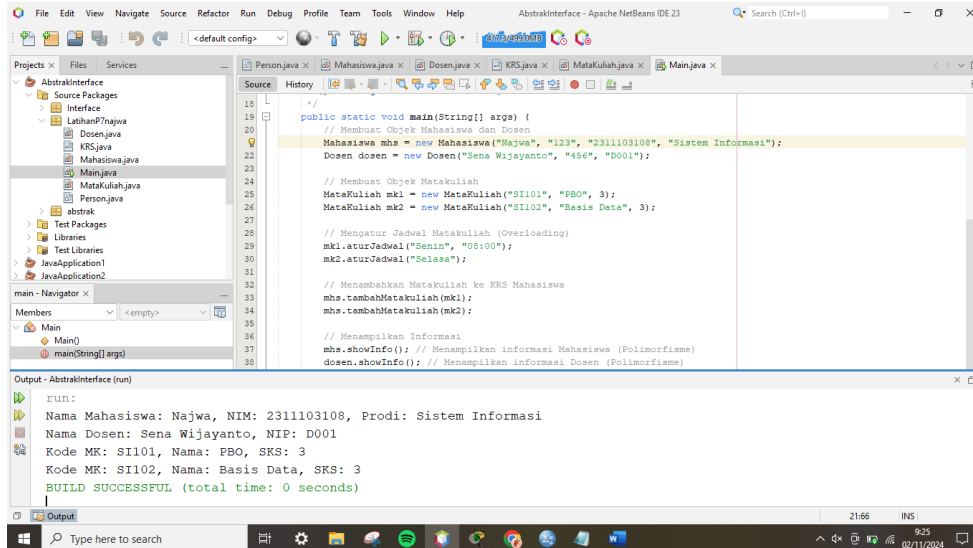 File Edit View Navigate Source Refactor Run Debug Profile Team Tools Window Help AbstrakInterface - Apache NetBeans IDE 23 Search (Ctrl+I)
<default config> 417.3/499.0MB
Projects × Files Services
Person.java × Mahasiswa.java × Dosen.java × KRS.java × MataKuliah.java × Main.java ×
Source History
AbstrakInterface
Source Packages
Interface
LatihanP7najwa
Dosen.java
KRS.java
Mahasiswa.java
Main.java
MataKuliah.java
Person.java
abstrak
Test Packages
Libraries
Test Libraries
JavaApplication1
JavaApplication2
main - Navigator ×
Members <empty>
Main
Main()
main(String[] args)
18 */
19 public static void main(String[] args) {
20 // Membuat Objek Mahasiswa dan Dosen
Mahasiswa mhs = new Mahasiswa("Najwa", "123", "2311103108", "Sistem Informasi");
22 Dosen dosen = new Dosen("Sena Wijayanto", "456", "D001");
23
24 // Membuat Objek Matakuliah
25 MataKuliah mk1 = new MataKuliah("SI101", "PBO", 3);
26 MataKuliah mk2 = new MataKuliah("SI102", "Basis Data", 3);
27
28 // Mengatur Jadwal Matakuliah (Overloading)
29 mk1.aturJadwal("Senin", "08:00");
30 mk2.aturJadwal("Selasa");
31
32 // Menambahkan Matakuliah ke KRS Mahasiswa
33 mhs.tambahMatakuliah(mk1);
34 mhs.tambahMatakuliah(mk2);
35
36 // Menampilkan Informasi
37 mhs.showInfo(); // Menampilkan informasi Mahasiswa (Polimorfisme)
38 dosen.showInfo(); // Menampilkan informasi Dosen (Polimorfisme)
Output - AbstrakInterface (run)
run:
Nama Mahasiswa: Najwa, NIM: 2311103108, Prodi: Sistem Informasi
Nama Dosen: Sena Wijayanto, NIP: D001
Kode MK: SI101, Nama: PBO, SKS: 3
Kode MK: SI102, Nama: Basis Data, SKS: 3
BUILD SUCCESSFUL (total time: 0 seconds)
Output 21:66 INS
Type here to search 9:25
02/11/2024